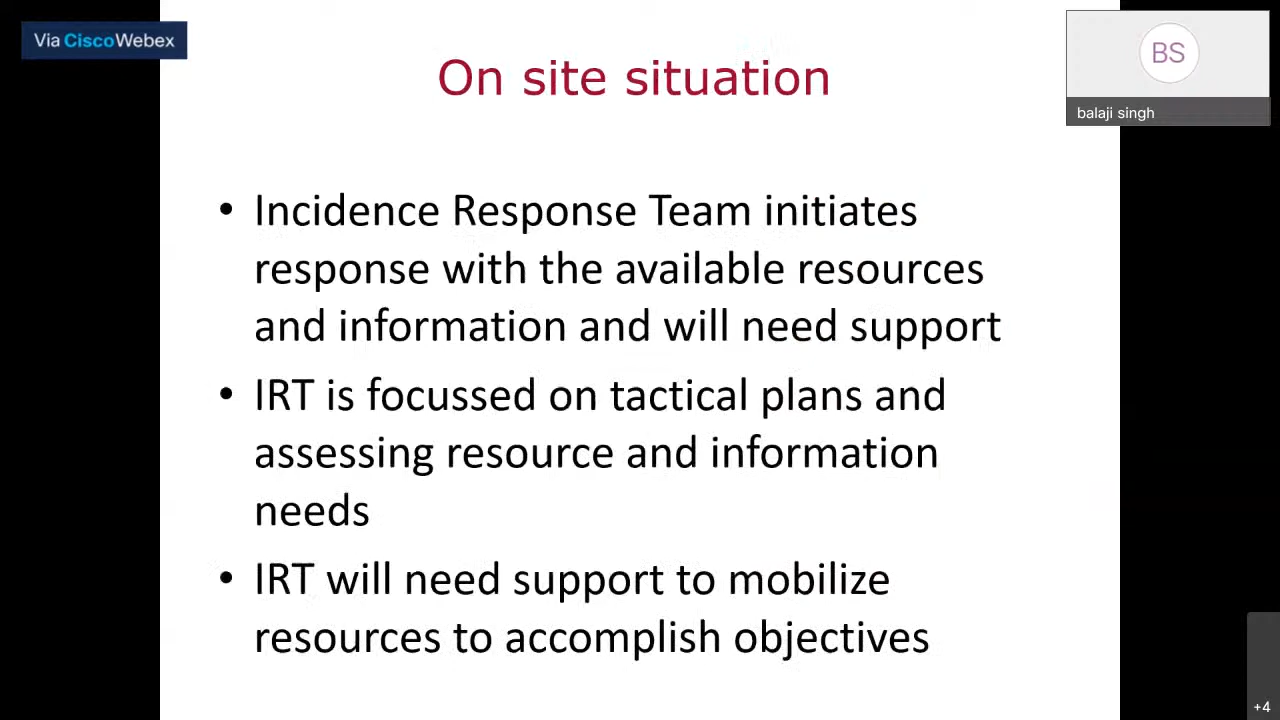 Via CiscoWebex
On site situation
BS
balaji singh
• Incidence Response Team initiates
response with the available resources
and information and will need support
• IRT is focussed on tactical plans and
assessing resource and information
needs
• IRT will need support to mobilize
resources to accomplish objectives
+4